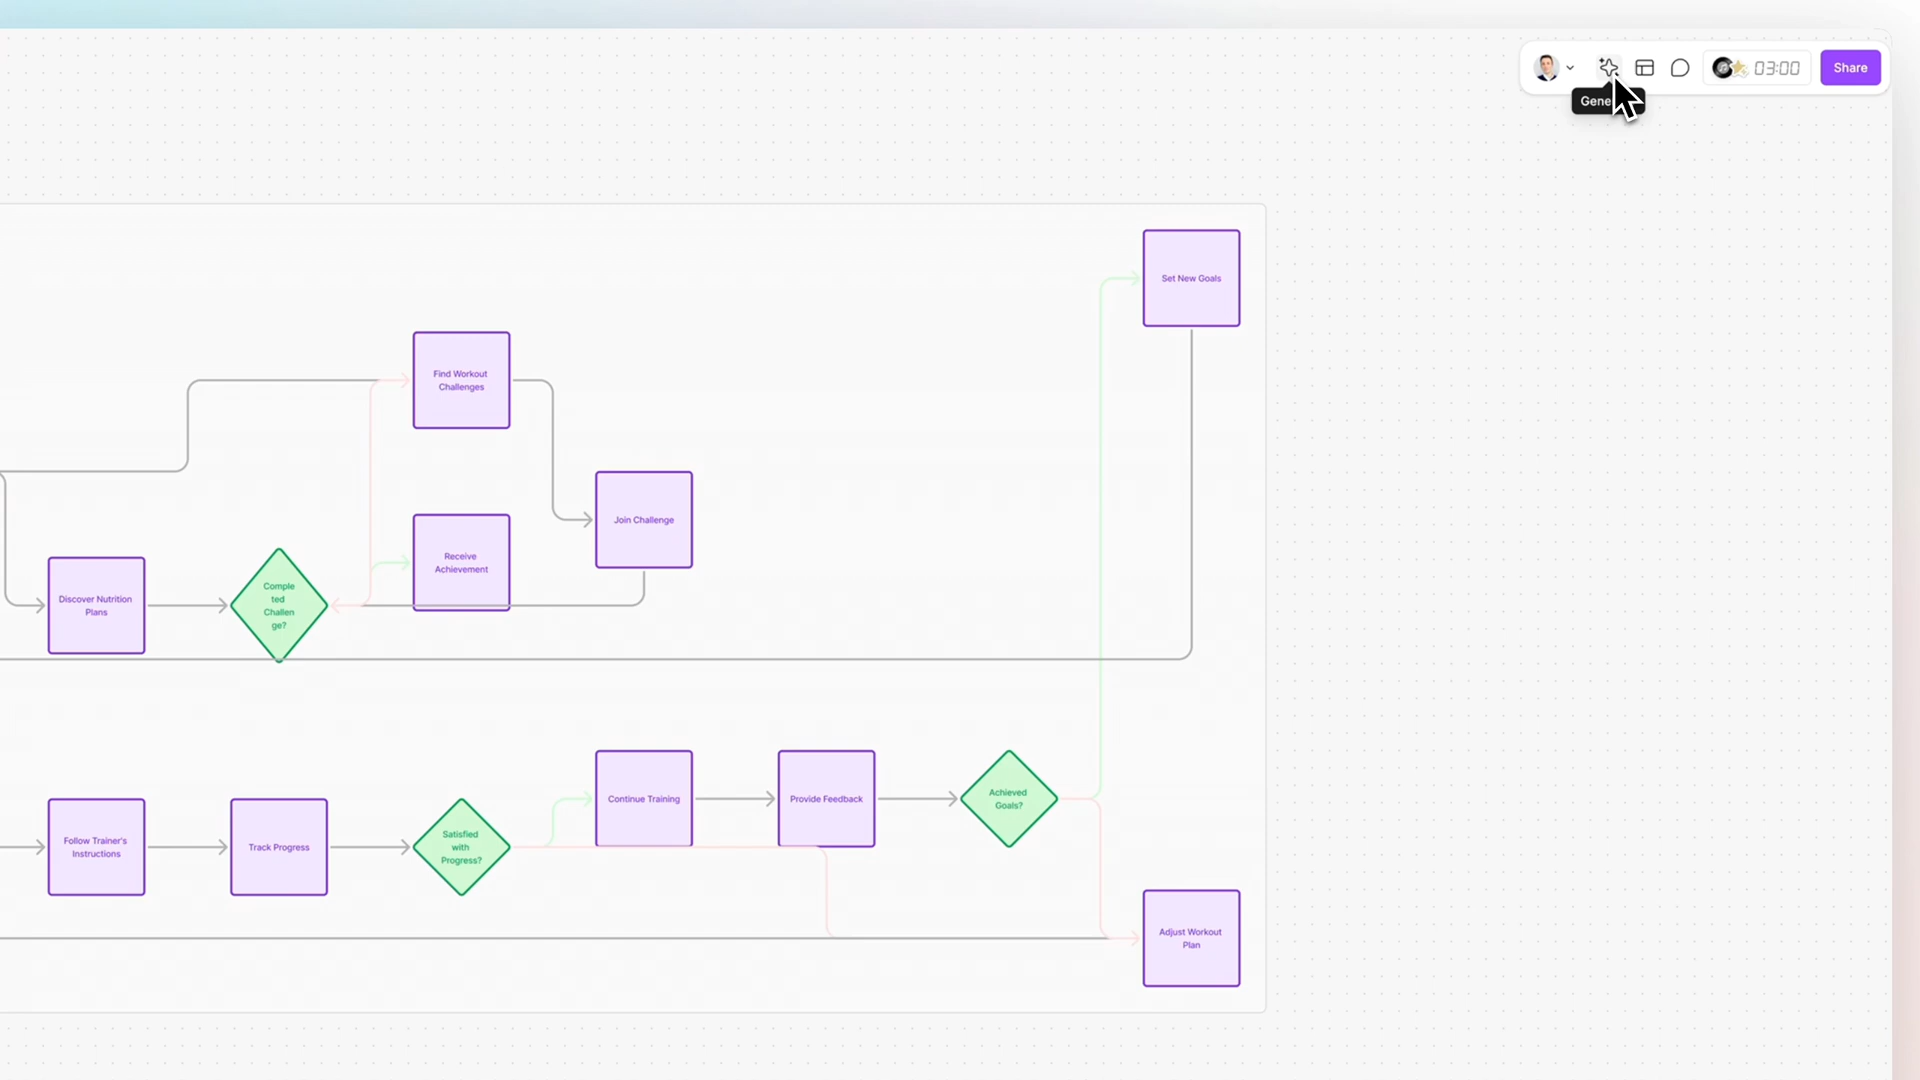 03:00
Share
Gene
Set New Goals
Find Workout
Challenges
Join Challenge
Receive
Achievement
Discover Nutrition
Plans
Comple
ted
Challen
ge?
Continue Training
Provide Feedback
Achieved
Goals?
Follow Trainer's
Instructions
Track Progress
Satisfied
with
Progress?
Adjust Workout
Plan